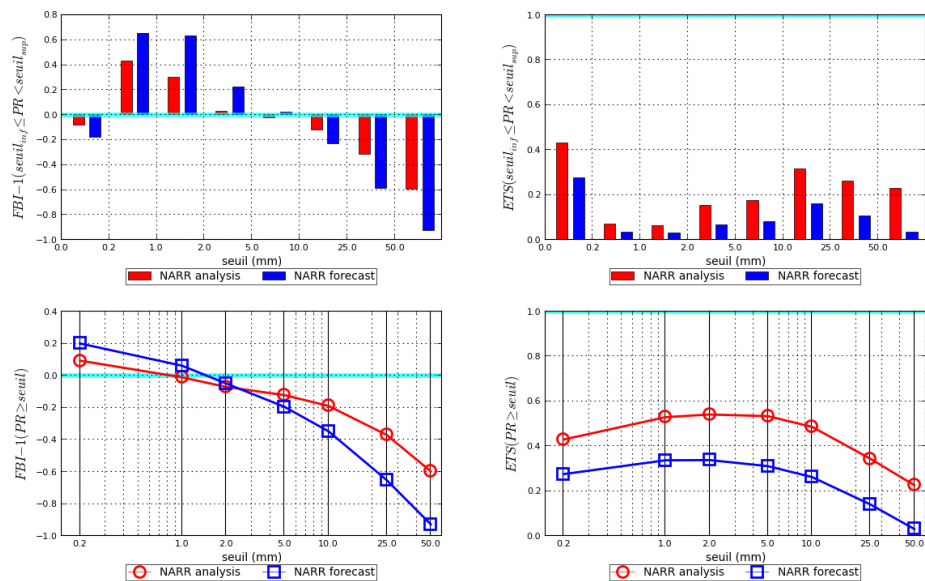 0.8
0.6
0.4
0.2
0.0
−0.2
−0.4
−0.6
−0.8
−1.0
FBI−1(seuil_inf ≤ PR < seuil_sup)
0.0 0.2 1.0 2.0 5.0 10.0 25.0 50.0
seuil (mm)
NARR analysis NARR forecast
1.0
0.8
0.6
0.4
0.2
0.0
ETS(seuil_inf ≤ PR < seuil_sup)
0.0 0.2 1.0 2.0 5.0 10.0 25.0 50.0
seuil (mm)
NARR analysis NARR forecast
0.4
0.2
0.0
−0.2
−0.4
−0.6
−0.8
−1.0
FBI−1(PR ≥ seuil)
0.2 1.0 2.0 5.0 10.0 25.0 50.0
seuil (mm)
NARR analysis NARR forecast
1.0
0.8
0.6
0.4
0.2
0.0
ETS(PR ≥ seuil)
0.2 1.0 2.0 5.0 10.0 25.0 50.0
seuil (mm)
NARR analysis NARR forecast